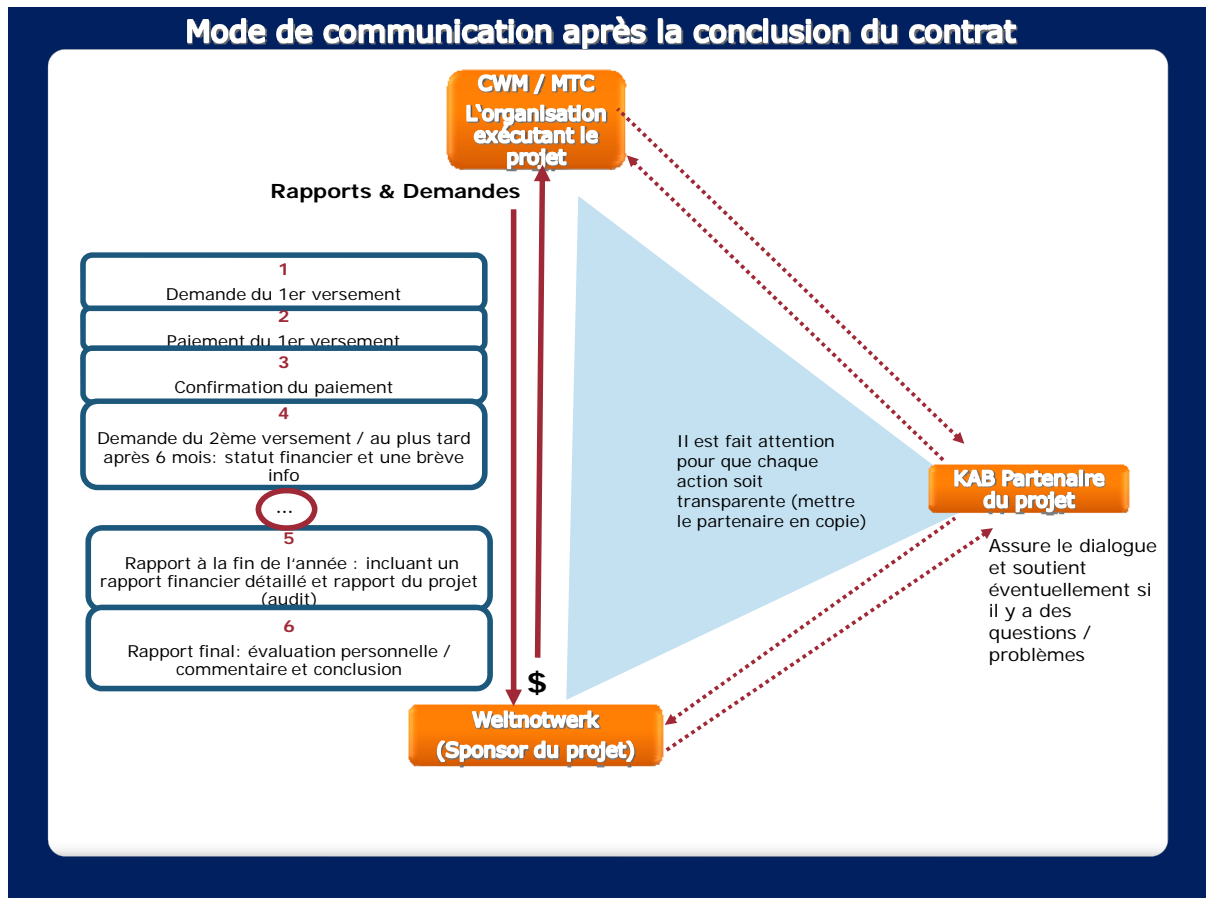 Mode de communication après la conclusion du contrat
CWM / MTC
L'organisation
exécutant le
projet
Rapports & Demandes
1
Demande du 1er versement
2
Paiement du 1er versement
3
Confirmation du paiement
4
Demande du 2ème versement / au plus tard
après 6 mois: statut financier et une brève
info
...
5
Rapport à la fin de l'année : incluant un
rapport financier détaillé et rapport du projet
(audit)
6
Rapport final: évaluation personnelle /
commentaire et conclusion
$
Il est fait attention
pour que chaque
action soit
transparente (mettre
le partenaire en copie)
KAB Partenaire
du projet
Assure le dialogue
et soutient
éventuellement si
il y a des
questions /
problèmes
Weltnotwerk
(Sponsor du projet)